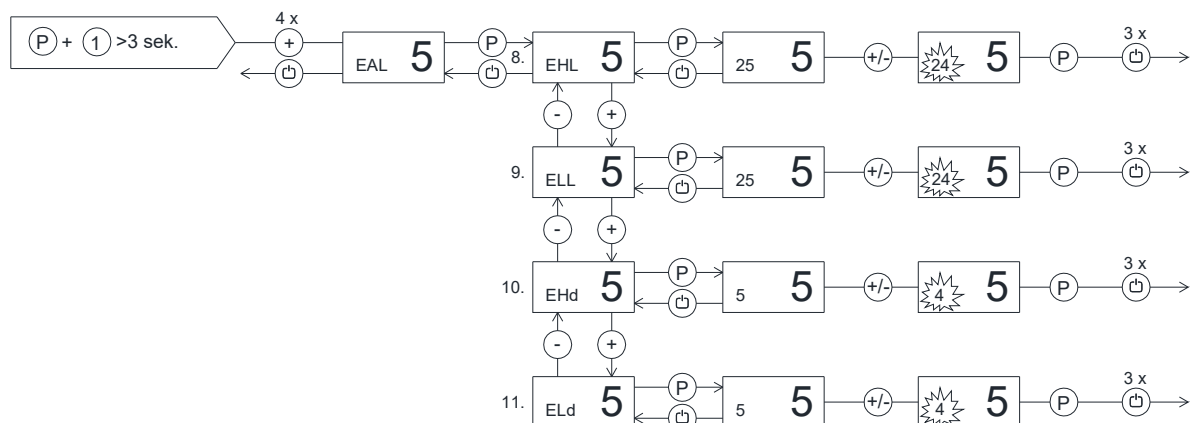 4 x
P + 1 >3 sek.
+
EAL 5
P
8. EHL 5
P
25 5
+/-
24 5
P
3 x
-
+
9. ELL 5
P
25 5
+/-
24 5
P
3 x
-
+
10. EHd 5
P
5 5
+/-
4 5
P
3 x
-
+
11. ELd 5
P
5 5
+/-
4 5
P
3 x